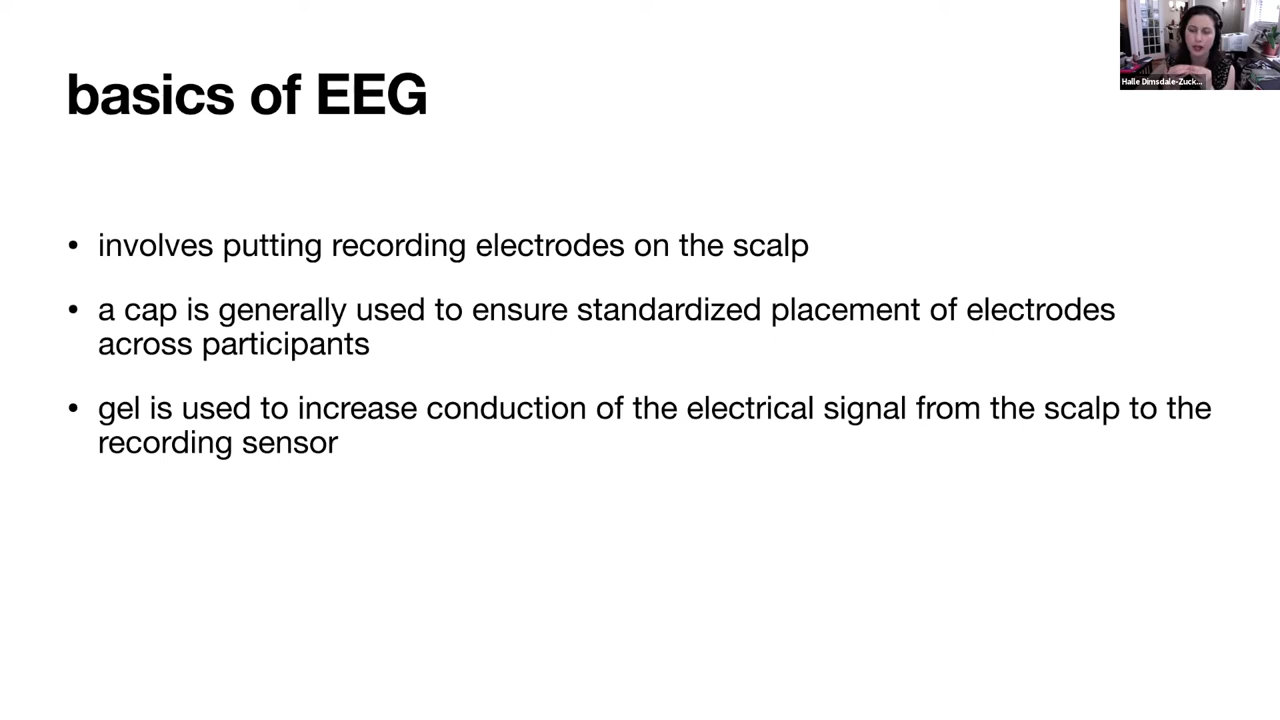 Halle Dimsdale-Zuck...
basics of EEG
• involves putting recording electrodes on the scalp
• a cap is generally used to ensure standardized placement of electrodes
across participants
• gel is used to increase conduction of the electrical signal from the scalp to the
recording sensor